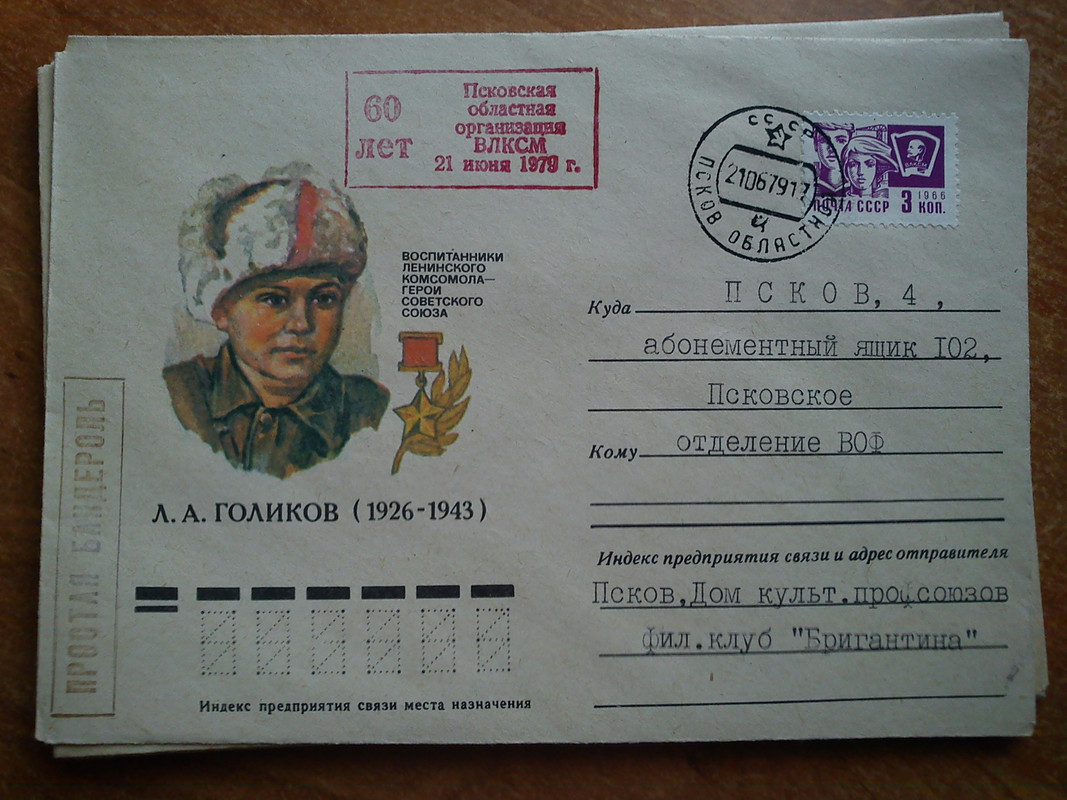 60
лет
Псковская
областная
организация
ВЛКСМ
21 июня 1979 г.
СССР
21067917
ПСКОВ ОБЛАСТНОЙ
ВЛКСМ
1966
ПОЧТА СССР 3 КОП.
ВОСПИТАННИКИ
ЛЕНИНСКОГО
КОМСОМОЛА—
ГЕРОИ
СОВЕТСКОГО
СОЮЗА
Л. А. ГОЛИКОВ (1926-1943)
Куда ПСКОВ, 4,
абонементный ящик I02,
Псковское
Кому отделение ВОФ
Индекс предприятия связи и адрес отправителя
Псков, Дом культ.профсоюзов
фил.клуб "Бригантина"
Индекс предприятия связи места назначения
БАНДЕРОЛЬ